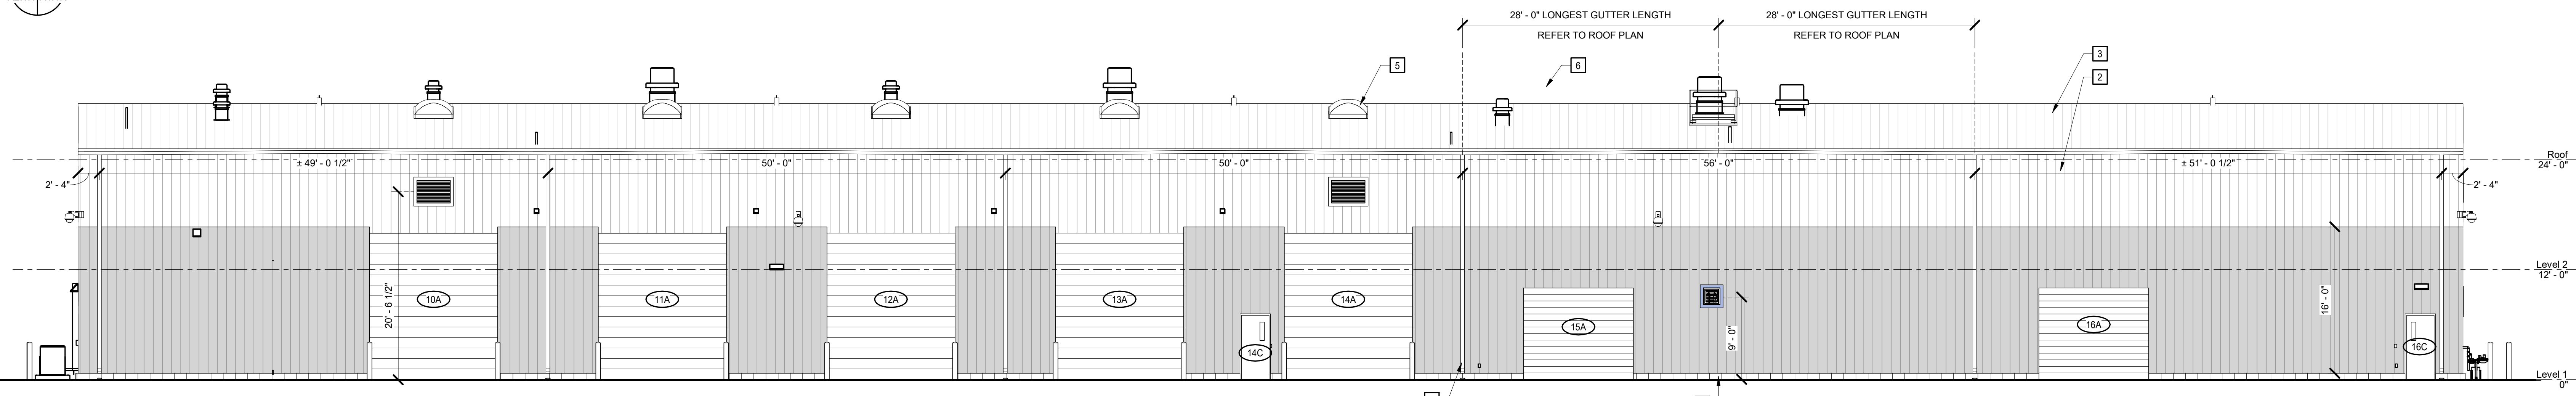 28' - 0" LONGEST GUTTER LENGTH
REFER TO ROOF PLAN
28' - 0" LONGEST GUTTER LENGTH
REFER TO ROOF PLAN
5
6
3
2
2' - 4"
± 49' - 0 1/2"
50' - 0"
50' - 0"
56' - 0"
± 51' - 0 1/2"
2' - 4"
Roof
24' - 0"
Level 2
12' - 0"
20' - 6 1/2"
10A
11A
12A
13A
14A
14C
15A
9' - 0"
16A
16' - 0"
16C
Level 1
0"